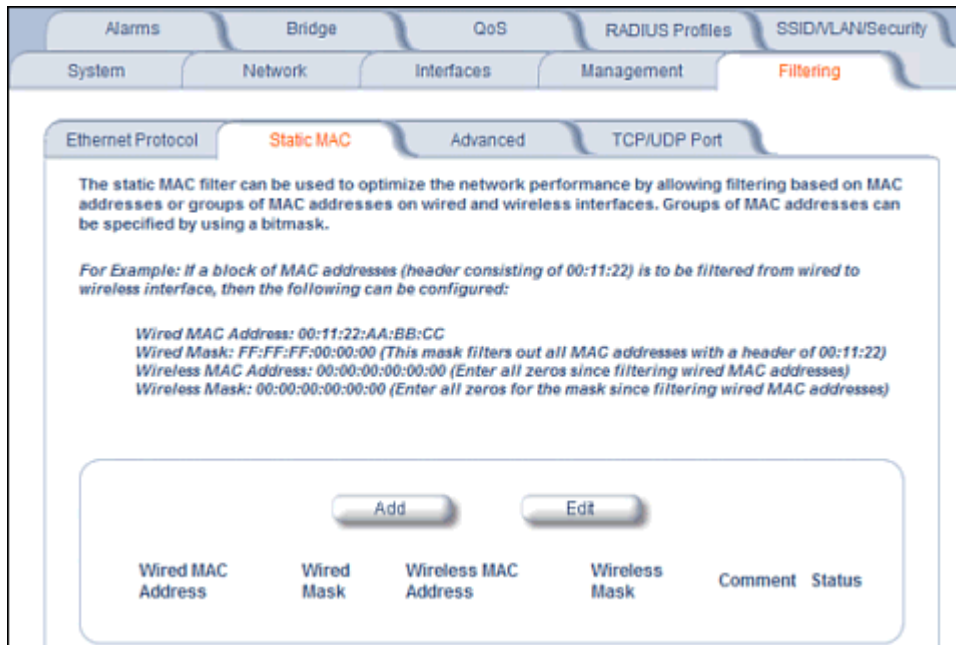 Alarms Bridge QoS RADIUS Profiles SSID/VLAN/Security
System Network Interfaces Management Filtering
Ethernet Protocol Static MAC Advanced TCP/UDP Port
The static MAC filter can be used to optimize the network performance by allowing filtering based on MAC
addresses or groups of MAC addresses on wired and wireless interfaces. Groups of MAC addresses can
be specified by using a bitmask.
For Example: If a block of MAC addresses (header consisting of 00:11:22) is to be filtered from wired to
wireless interface, then the following can be configured:
Wired MAC Address: 00:11:22:AA:BB:CC
Wired Mask: FF:FF:FF:00:00:00 (This mask filters out all MAC addresses with a header of 00:11:22)
Wireless MAC Address: 00:00:00:00:00:00 (Enter all zeros since filtering wired MAC addresses)
Wireless Mask: 00:00:00:00:00:00 (Enter all zeros for the mask since filtering wired MAC addresses)
Add Edit
Wired MAC Address Wired Mask Wireless MAC Address Wireless Mask Comment Status